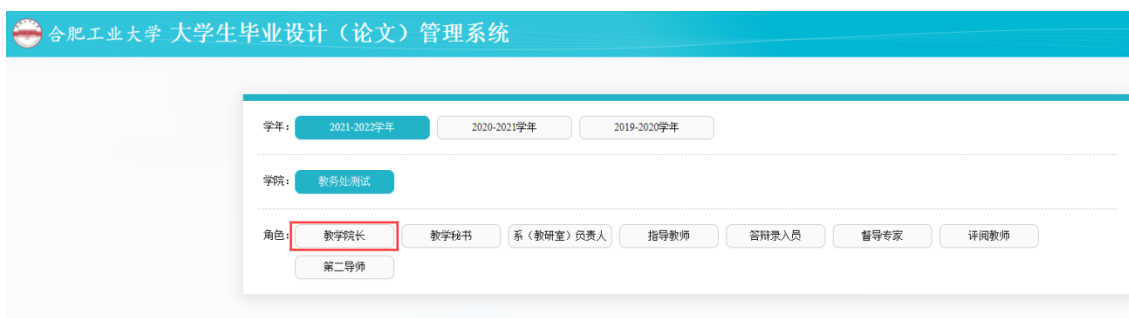 合肥工业大学 大学生毕业设计（论文）管理系统
学年： 2021-2022学年 2020-2021学年 2019-2020学年
学院： 教务处测试
角色： 教学院长 教学秘书 系（教研室）负责人 指导教师 答辩录入员 督导专家 评阅教师
第二导师